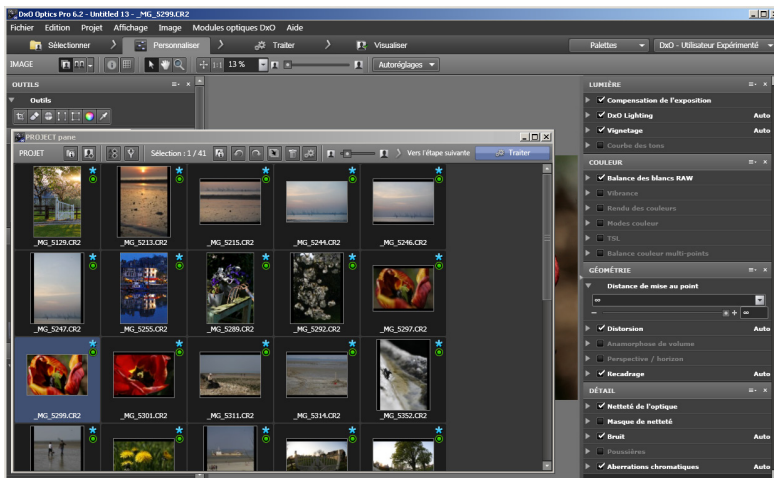 DxO Optics Pro 6.2 - Untitled 13 - _MG_5299.CR2
Fichier Edition Projet Affichage Image Modules optiques DxO Aide
Sélectionner Personnaliser Traiter Visualiser Palettes DxO - Utilisateur Expérimenté
IMAGE 1:1 13 % Autoréglages
OUTILS
Outils
PROJECT pane
PROJET Sélection : 1 / 41 Vers l'étape suivante Traiter
_MG_5129.CR2 _MG_5213.CR2 _MG_5215.CR2 _MG_5244.CR2 _MG_5246.CR2
_MG_5247.CR2 _MG_5255.CR2 _MG_5289.CR2 _MG_5292.CR2 _MG_5297.CR2
_MG_5299.CR2 _MG_5301.CR2 _MG_5311.CR2 _MG_5314.CR2 _MG_5352.CR2
LUMIÈRE
Compensation de l'exposition
DxO Lighting Auto
Vignetage Auto
Courbe des tons
COULEUR
Balance des blancs RAW
Vibrance
Rendu des couleurs
Modes couleur
TSL
Balance couleur multi-points
GÉOMÉTRIE
Distance de mise au point
∞
∞
Distorsion Auto
Anamorphose de volume
Perspective / horizon
Recadrage Auto
DÉTAIL
Netteté de l'optique
Masque de netteté
Bruit Auto
Poussières
Aberrations chromatiques Auto